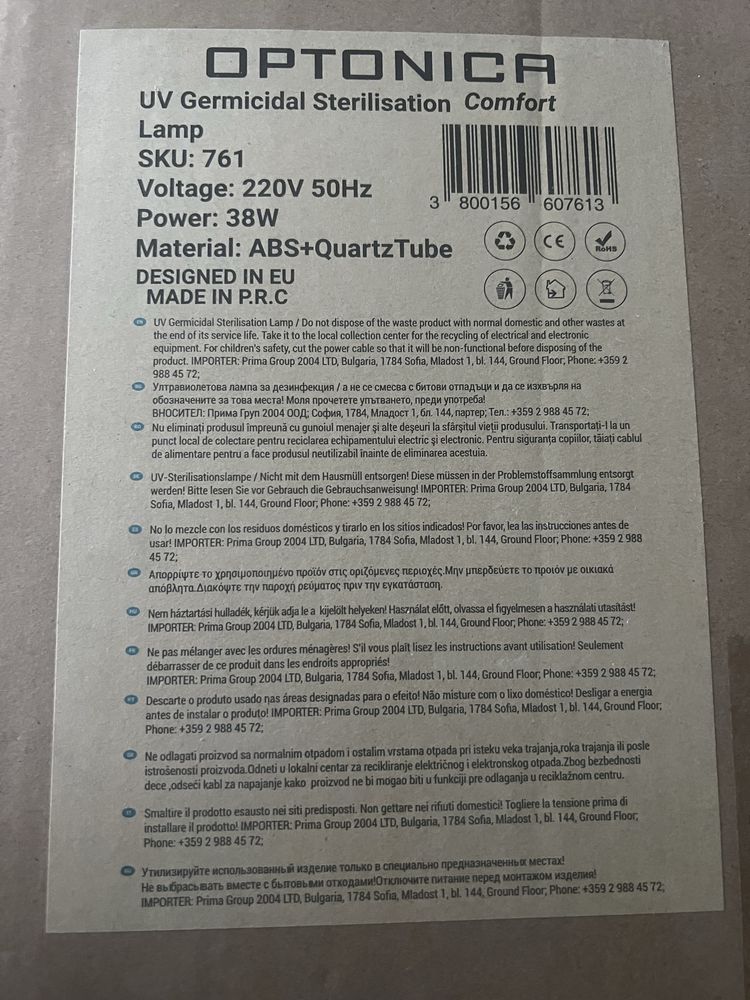 OPTONICA
UV Germicidal Sterilisation Comfort
Lamp
SKU: 761
Voltage: 220V 50Hz
Power: 38W
Material: ABS+QuartzTube
DESIGNED IN EU
MADE IN P.R.C
3 800156 607613
CE
RoHS
EN UV Germicidal Sterilisation Lamp / Do not dispose of the waste product with normal domestic and other wastes at
the end of its service life. Take it to the local collection center for the recycling of electrical and electronic
equipment. For children's safety, cut the power cable so that it will be non-functional before disposing of the
product. IMPORTER: Prima Group 2004 LTD, Bulgaria, 1784 Sofia, Mladost 1, bl. 144, Ground Floor; Phone: +359 2
988 45 72;
BG Ултравиолетова лампа за дезинфекция / а не се смесва с битови отпадъци и да се изхвърля на
обозначените за това места! Моля прочетете упътването, преди употреба!
ВНОСИТЕЛ: Прима Груп 2004 ООД; София, 1784, Младост 1, бл. 144, партер; Тел.: +359 2 988 45 72;
RO Nu eliminați produsul împreună cu gunoiul menajer și alte deșeuri la sfârșitul vieții produsului. Transportați-l la un
punct local de colectare pentru reciclarea echipamentului electric și electronic. Pentru siguranța copiilor, tăiați cablul
de alimentare pentru a face produsul neutilizabil înainte de eliminarea acestuia.
DE UV-Sterilisationslampe / Nicht mit dem Hausmüll entsorgen! Diese müssen in der Problemstoffsammlung entsorgt
werden! Bitte lesen Sie vor Gebrauch die Gebrauchsanweisung! IMPORTER: Prima Group 2004 LTD, Bulgaria, 1784
Sofia, Mladost 1, bl. 144, Ground Floor; Phone: +359 2 988 45 72;
ES No lo mezcle con los residuos domésticos y tirarlo en los sitios indicados! Por favor, lea las instrucciones antes de
usar! IMPORTER: Prima Group 2004 LTD, Bulgaria, 1784 Sofia, Mladost 1, bl. 144, Ground Floor; Phone: +359 2 988
45 72;
Απορρίψτε το χρησιμοποιημένο προϊόν στις οριζόμενες περιοχές.Μην μπερδεύετε το προιόν με οικιακά
απόβλητα.Διακόψτε την παροχή ρεύματος πριν την εγκατάσταση.
HU Nem háztartási hulladék, kérjük adja le a kijelölt helyeken! Használat előtt, olvassa el figyelmesen a használati utasítást!
IMPORTER: Prima Group 2004 LTD, Bulgaria, 1784 Sofia, Mladost 1, bl. 144, Ground Floor; Phone: +359 2 988 45 72;
FR Ne pas mélanger avec les ordures ménagères! S'il vous plaît lisez les instructions avant utilisation! Seulement
débarrasser de ce produit dans les endroits appropriés!
IMPORTER: Prima Group 2004 LTD, Bulgaria, 1784 Sofia, Mladost 1, bl. 144, Ground Floor; Phone: +359 2 988 45 72;
PT Descarte o produto usado nas áreas designadas para o efeito! Não misture com o lixo doméstico! Desligar a energia
antes de instalar o produto! IMPORTER: Prima Group 2004 LTD, Bulgaria, 1784 Sofia, Mladost 1, bl. 144, Ground Floor;
Phone: +359 2 988 45 72;
Ne odlagati proizvod sa normalnim otpadom i ostalim vrstama otpada pri isteku veka trajanja,roka trajanja ili posle
istrošenosti proizvoda.Odneti u lokalni centar za recikliranje električnog i elektronskog otpada.Zbog bezbednosti
dece ,odseći kabl za napajanje kako proizvod ne bi mogao biti u funkciji pre odlaganja u reciklažnom centru.
IT Smaltire il prodotto esausto nei siti predisposti. Non gettare nei rifiuti domestici! Togliere la tensione prima di
installare il prodotto! IMPORTER: Prima Group 2004 LTD, Bulgaria, 1784 Sofia, Mladost 1, bl. 144, Ground Floor;
Phone: +359 2 988 45 72;
Утилизируйте использованный изделие только в специально предназначенных местах!
Не выбрасывать вместе с бытовыми отходами!Отключите питание перед монтажом изделия!
IMPORTER: Prima Group 2004 LTD, Bulgaria, 1784 Sofia, Mladost 1, bl. 144, Ground Floor; Phone: +359 2 988 45 72;